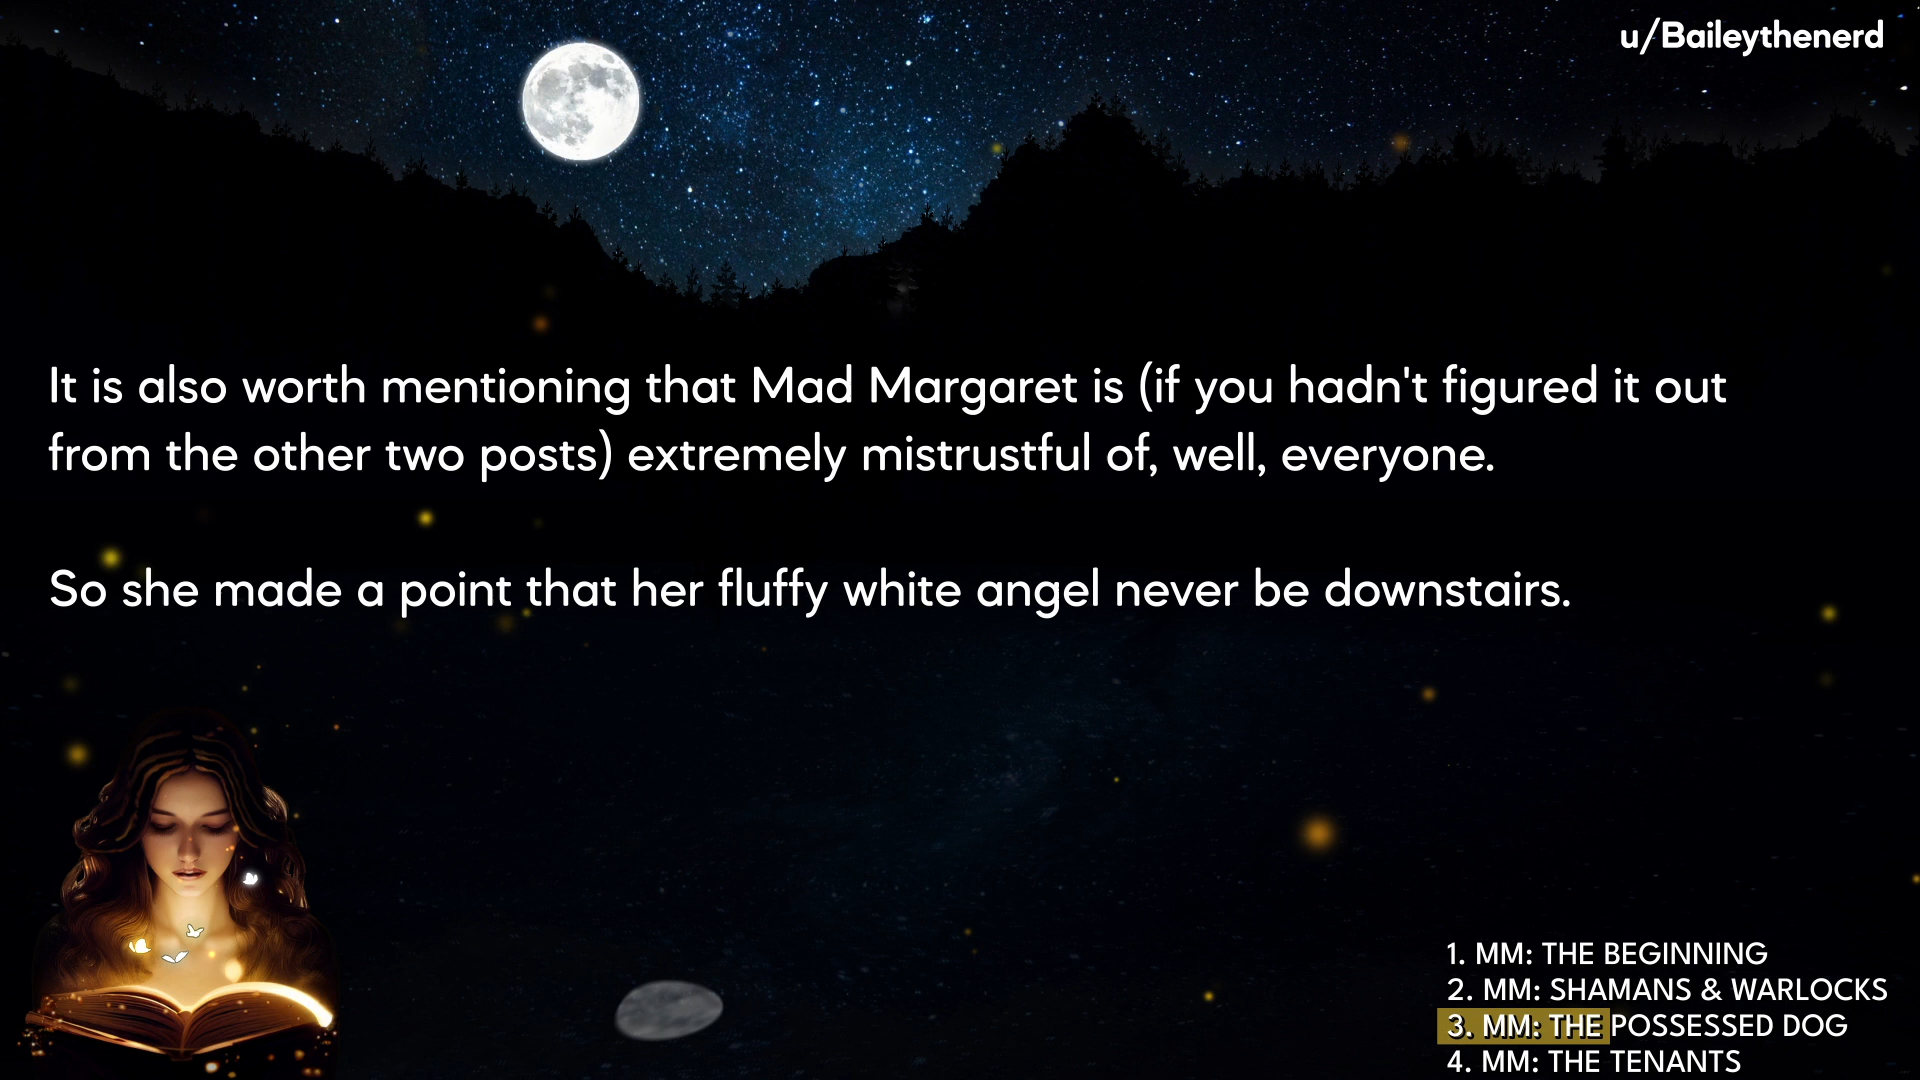 u/Baileythenerd
It is also worth mentioning that Mad Margaret is (if you hadn't figured it out
from the other two posts) extremely mistrustful of, well, everyone.
So she made a point that her fluffy white angel never be downstairs.
1. MM: THE BEGINNING
2. MM: SHAMANS & WARLOCKS
3. MM: THE POSSESSED DOG
4. MM: THE TENANTS